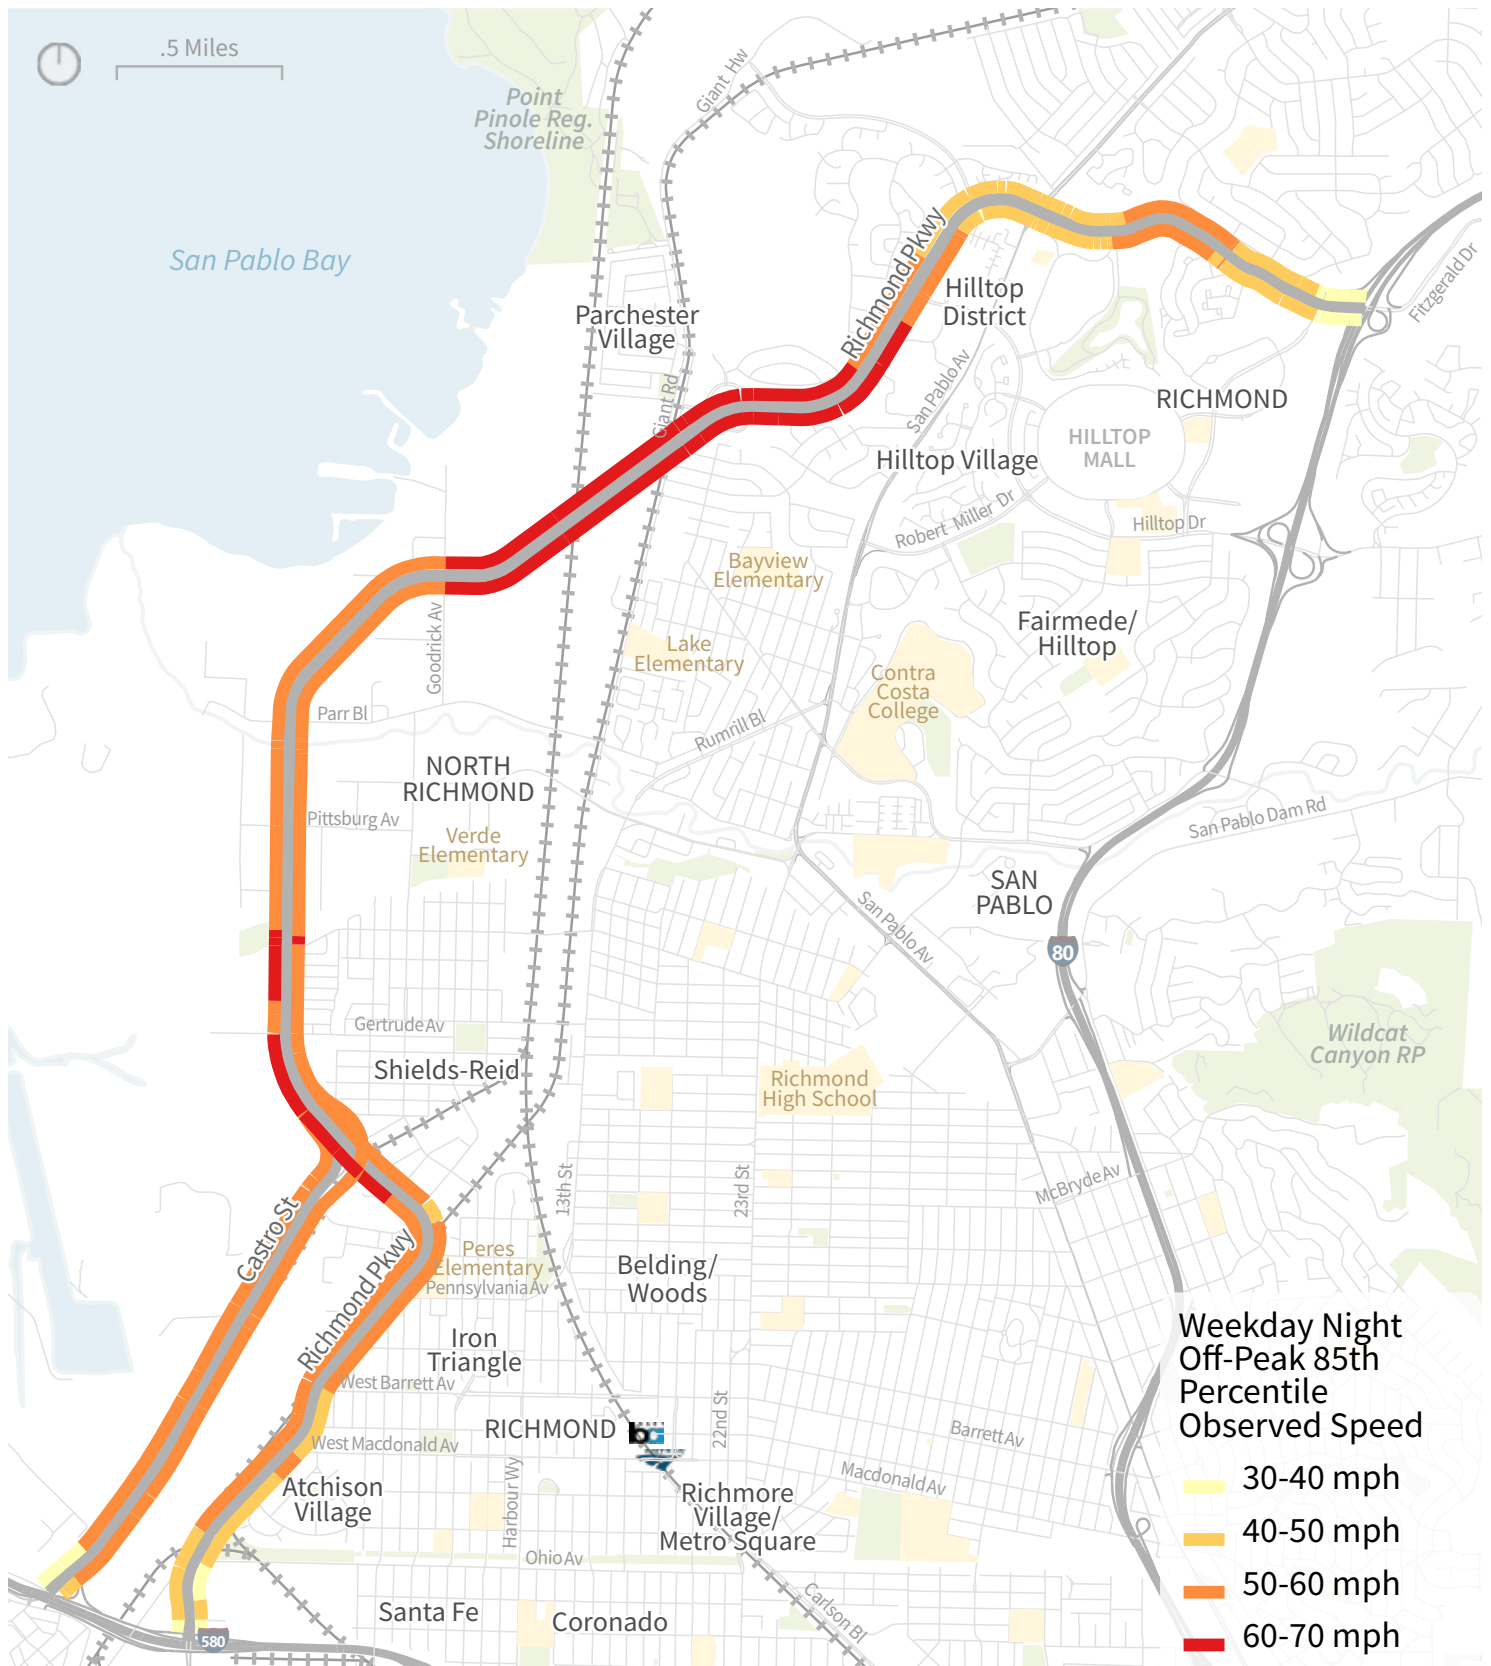 .5 Miles
Giant Hw
Point
Pinole Reg.
Shoreline
San Pablo Bay
Richmond Pkwy
Hilltop
District
Fitzgerald Dr
Parchester
Village
Giant Rd
San Pablo Av
RICHMOND
HILLTOP
MALL
Hilltop Village
Robert Miller Dr
Hilltop Dr
Bayview
Elementary
Goodrick Av
Lake
Elementary
Fairmede/
Hilltop
Contra
Costa
College
Parr Bl
Rumrill Bl
NORTH
RICHMOND
Pittsburg Av
Verde
Elementary
San Pablo Dam Rd
SAN
PABLO
San Pablo Av
80
Gertrude Av
Shields-Reid
Wildcat
Canyon RP
Richmond
High School
13th St
23rd St
McBryde Av
Castro St
Richmond Pkwy
Peres
Elementary
Pennsylvania Av
Belding/
Woods
Iron
Triangle
West Barrett Av
22nd St
RICHMOND
West Macdonald Av
Barrett Av
Macdonald Av
Atchison
Village
Harbour Wy
Richmore
Village/
Metro Square
Ohio Av
Santa Fe
Coronado
Carlson Bl
580
Weekday Night
Off-Peak 85th
Percentile
Observed Speed
30-40 mph
40-50 mph
50-60 mph
60-70 mph